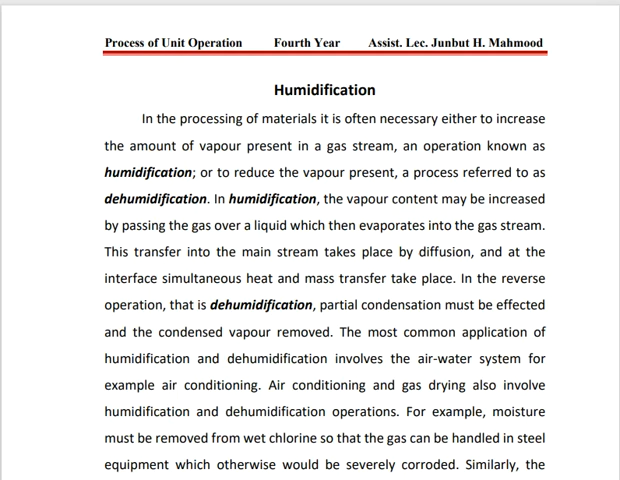 Process of Unit Operation Fourth Year Assist. Lec. Junbut H. Mahmood
Humidification
In the processing of materials it is often necessary either to increase
the amount of vapour present in a gas stream, an operation known as
humidification; or to reduce the vapour present, a process referred to as
dehumidification. In humidification, the vapour content may be increased
by passing the gas over a liquid which then evaporates into the gas stream.
This transfer into the main stream takes place by diffusion, and at the
interface simultaneous heat and mass transfer take place. In the reverse
operation, that is dehumidification, partial condensation must be effected
and the condensed vapour removed. The most common application of
humidification and dehumidification involves the air-water system for
example air conditioning. Air conditioning and gas drying also involve
humidification and dehumidification operations. For example, moisture
must be removed from wet chlorine so that the gas can be handled in steel
equipment which otherwise would be severely corroded. Similarly, the